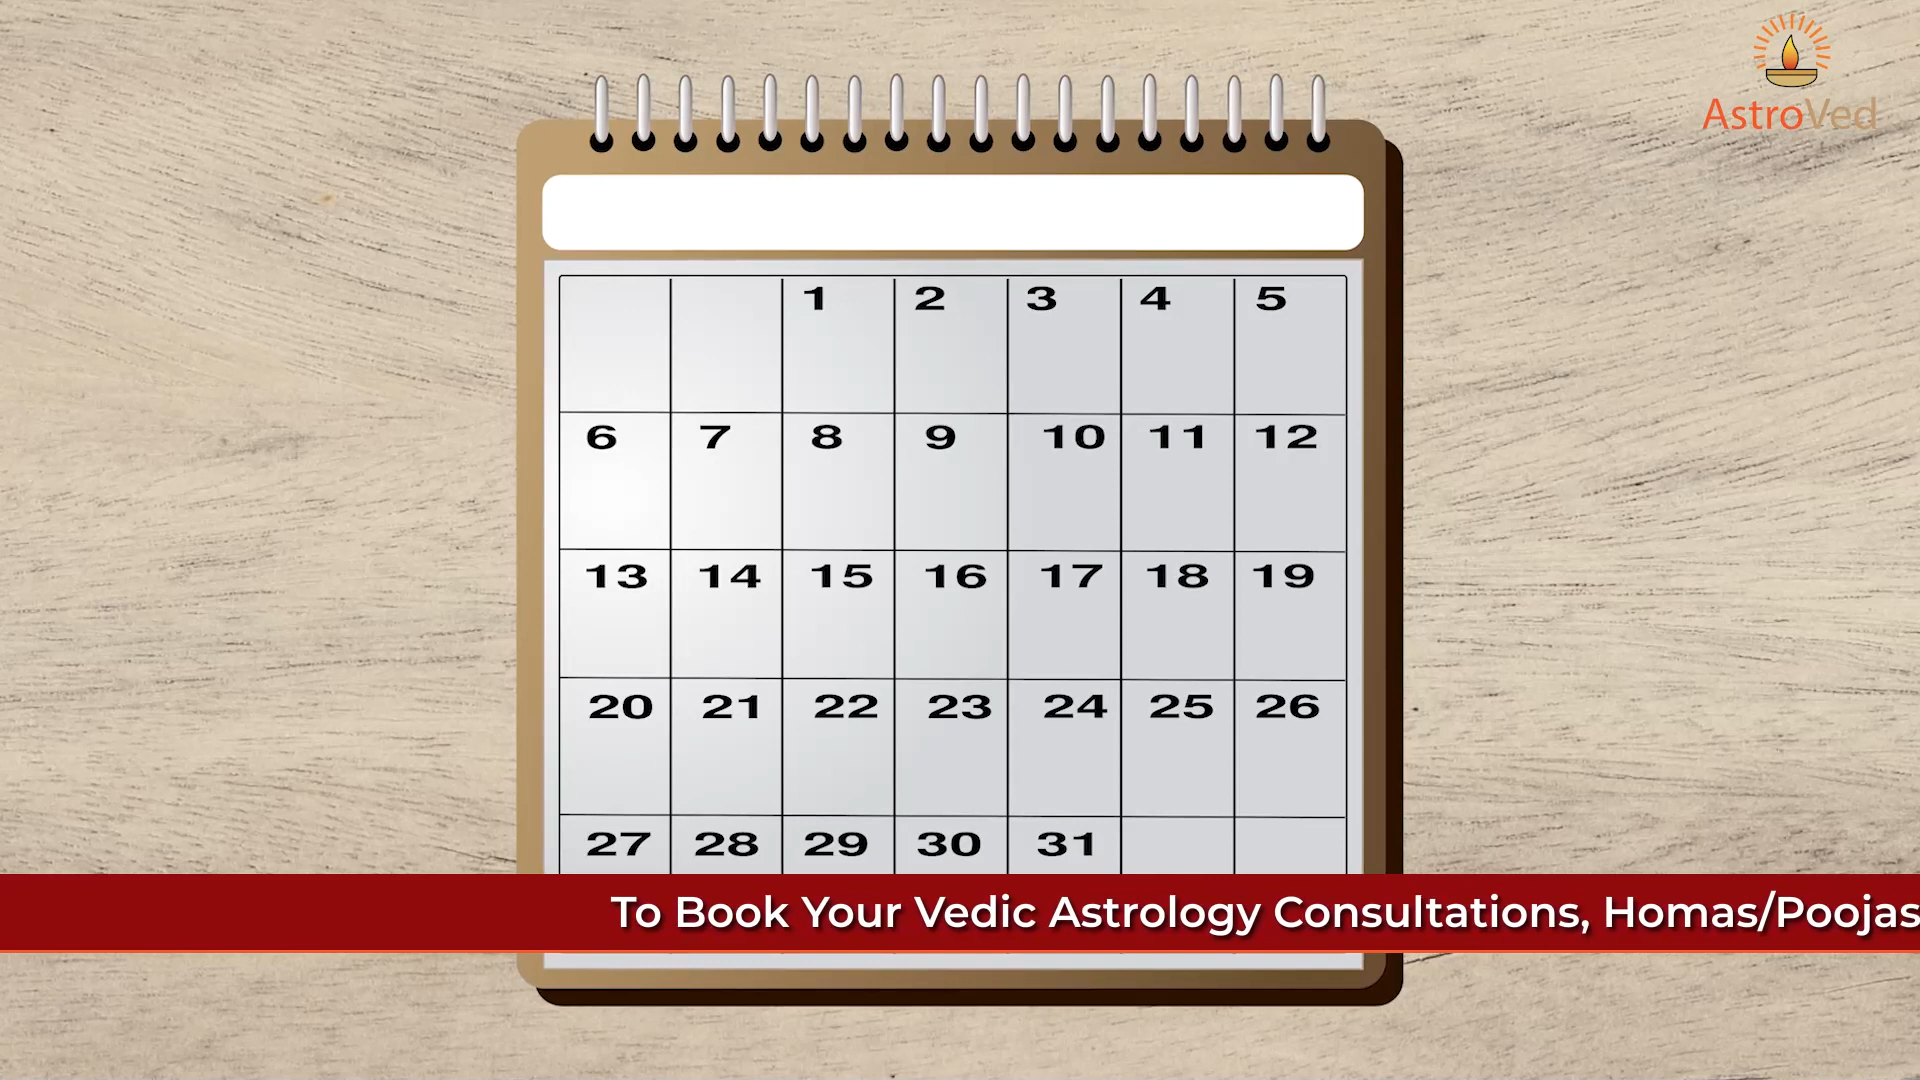 AstroVed
1 2 3 4 5
6 7 8 9 10 11 12
13 14 15 16 17 18 19
20 21 22 23 24 25 26
27 28 29 30 31
To Book Your Vedic Astrology Consultations, Homas/Poojas